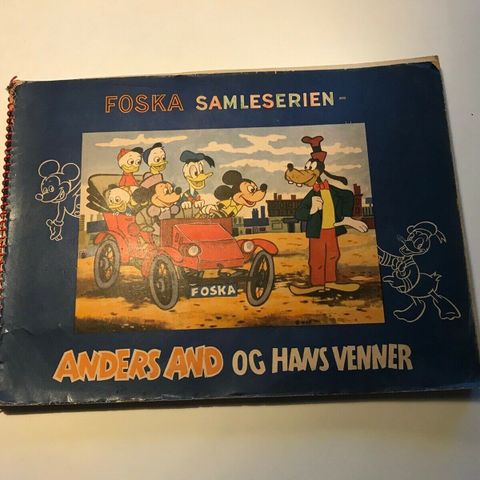 FOSKA SAMLESERIEN-
FOSKA
ANDERS AND OG HANS VENNER